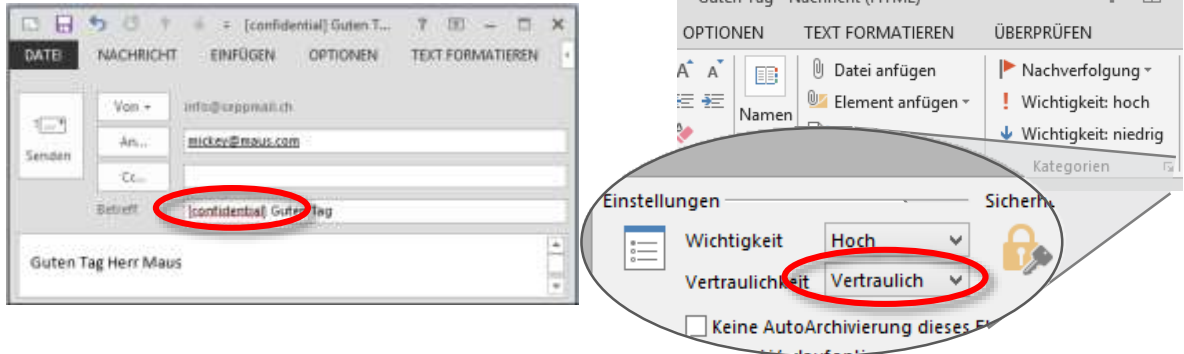 [confidential] Guten T...
DATEI NACHRICHT EINFÜGEN OPTIONEN TEXT FORMATIEREN
Von
info@seppmail.ch
Senden
An...
mickey@maus.com
Cc...
Betreff
[confidential] Guten Tag
Guten Tag Herr Maus
Guten Tag - Nachricht (HTML)
OPTIONEN TEXT FORMATIEREN ÜBERPRÜFEN
Namen
Datei anfügen
Element anfügen
Nachverfolgung
Wichtigkeit: hoch
Wichtigkeit: niedrig
Kategorien
Einstellungen
Wichtigkeit Hoch
Vertraulichkeit Vertraulich
Keine AutoArchivierung dieses